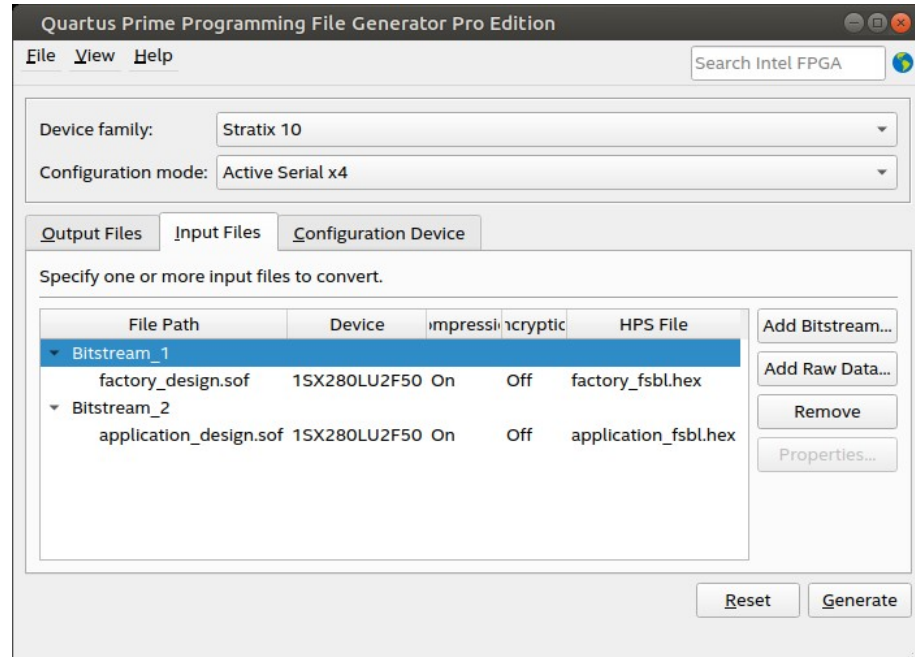 Quartus Prime Programming File Generator Pro Edition
File View Help
Search Intel FPGA
Device family: Stratix 10
Configuration mode: Active Serial x4
Output Files Input Files Configuration Device
Specify one or more input files to convert.
File Path Device ompressi ncryptic HPS File
Add Bitstream...
Bitstream_1
Add Raw Data...
factory_design.sof 1SX280LU2F50 On Off factory_fsbl.hex
Bitstream_2
Remove
application_design.sof 1SX280LU2F50 On Off application_fsbl.hex
Properties...
Reset Generate